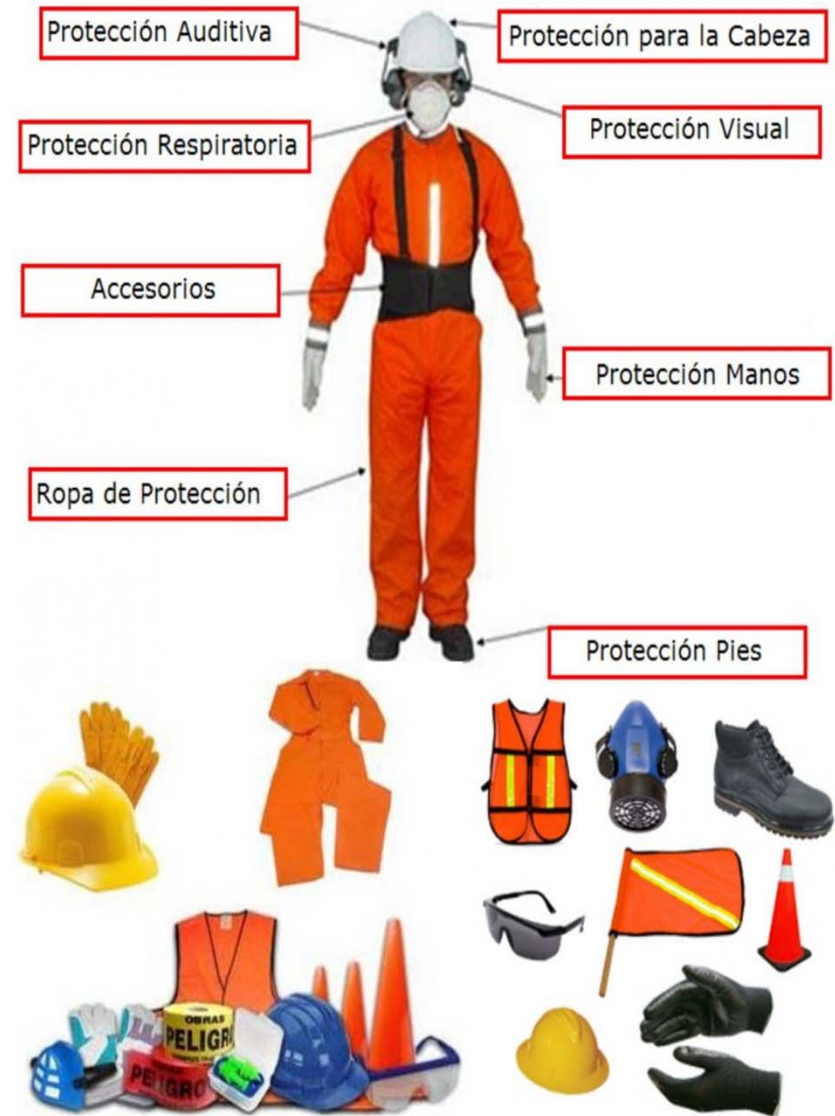 Protección Auditiva
Protección para la Cabeza
Protección Respiratoria
Protección Visual
Accesorios
Protección Manos
Ropa de Protección
Protección Pies
OBRAS
PELIGR
PELIGRO